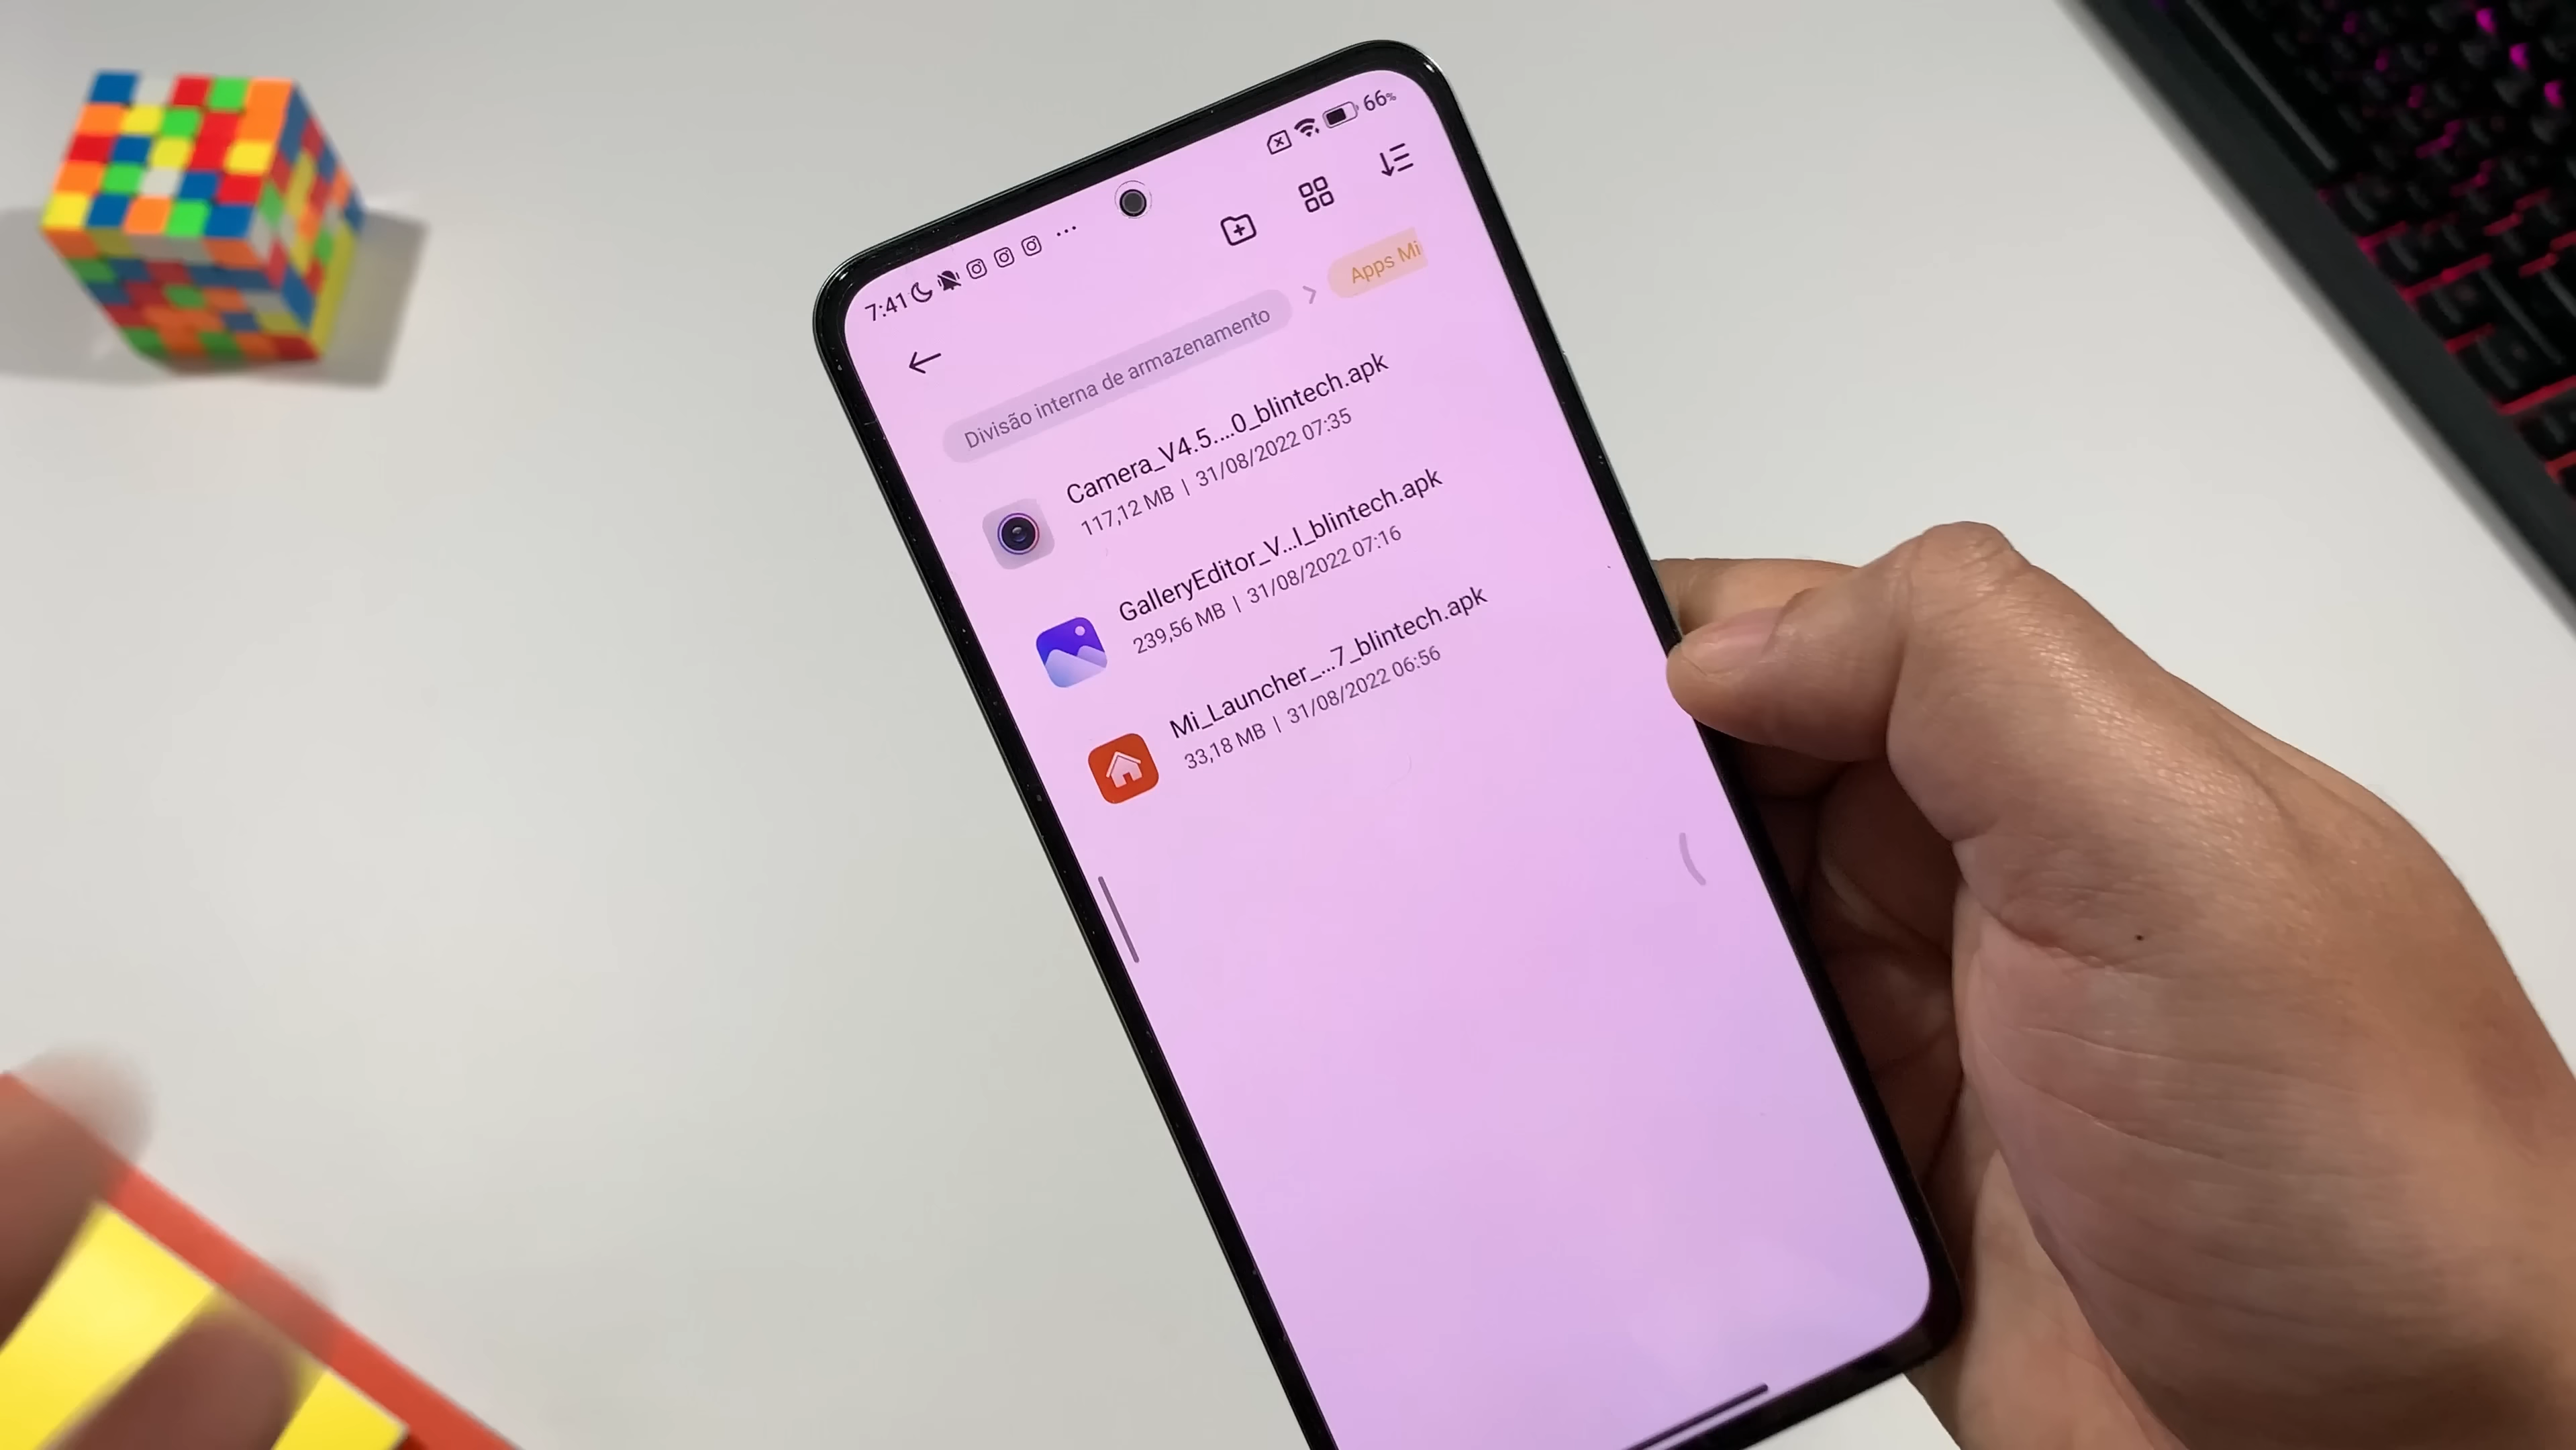 7:41
66%
Divisão interna de armazenamento
Apps Mi
Camera_V4.5....0_blintech.apk
117,12 MB | 31/08/2022 07:35
GalleryEditor_V...l_blintech.apk
239,56 MB | 31/08/2022 07:16
Mi_Launcher_...7_blintech.apk
33,18 MB | 31/08/2022 06:56